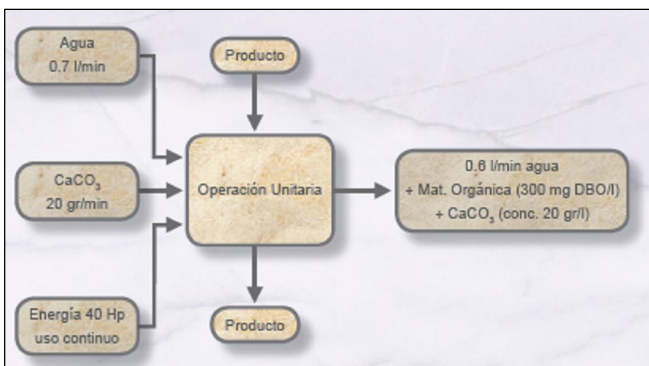 Agua
0.7 l/min
Producto
CaCO3
20 gr/min
Operación Unitaria
0.6 l/min agua
+ Mat. Orgánica (300 mg DBO/l)
+ CaCO3 (conc. 20 gr/l)
Energía 40 Hp
uso continuo
Producto